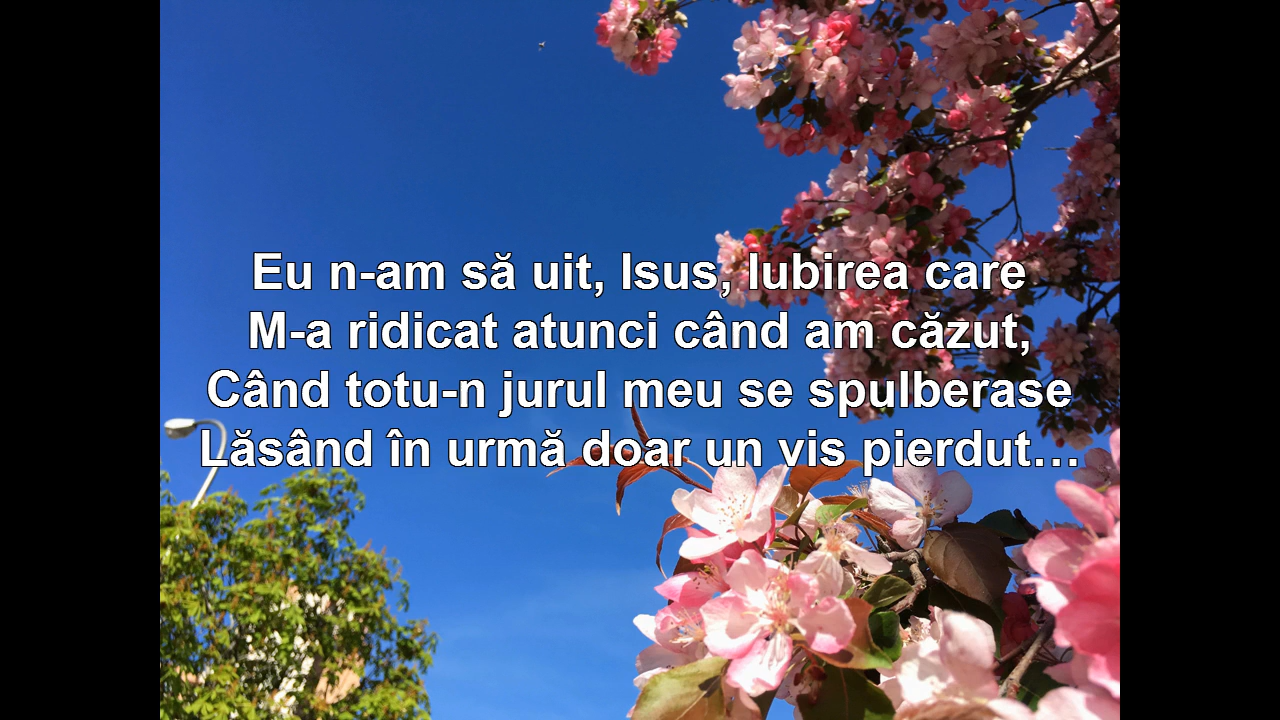 Eu n-am să uit, Isus, Iubirea care
M-a ridicat atunci când am căzut,
Când totu-n jurul meu se spulberase
Lăsând în urmă doar un vis pierdut…